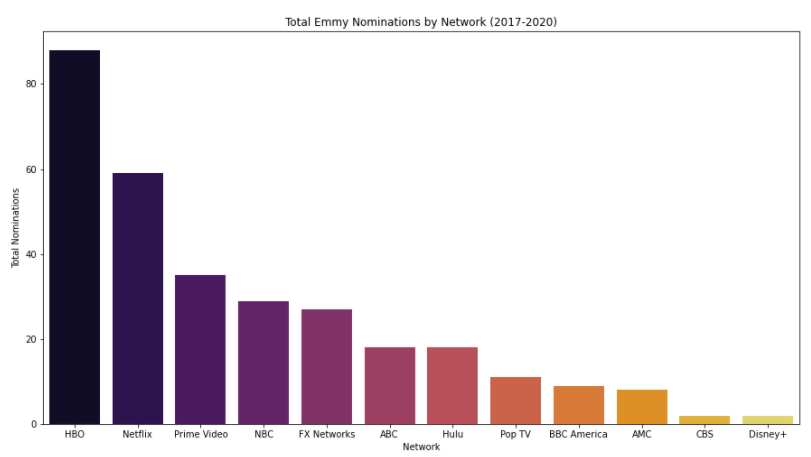 Total Emmy Nominations by Network (2017-2020)
Total Nominations
80
60
40
20
0
HBO Netflix Prime Video NBC FX Networks ABC Hulu Pop TV BBC America AMC CBS Disney+
Network